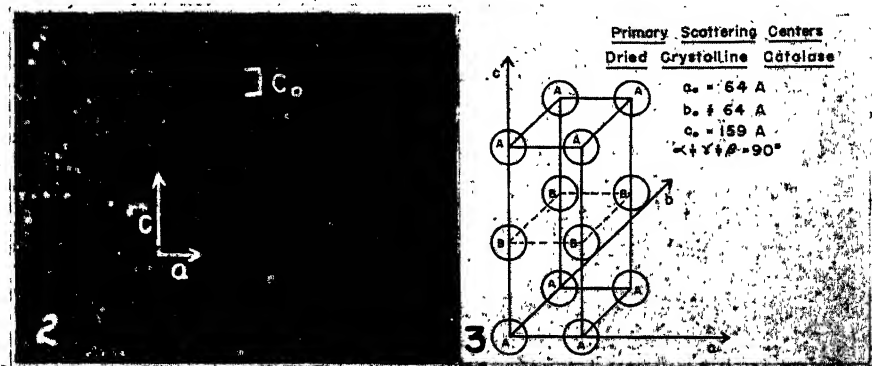 C₀
C
a
2
Primary Scattering Centers
Dried Crystalline Catalase
a₀ = 64 A
b₀ ≠ 64 A
c₀ = 159 A
∝ ≠ γ ≠ β = 90°
c
A A
A A
B B
b
B B
A A
A A
a
3